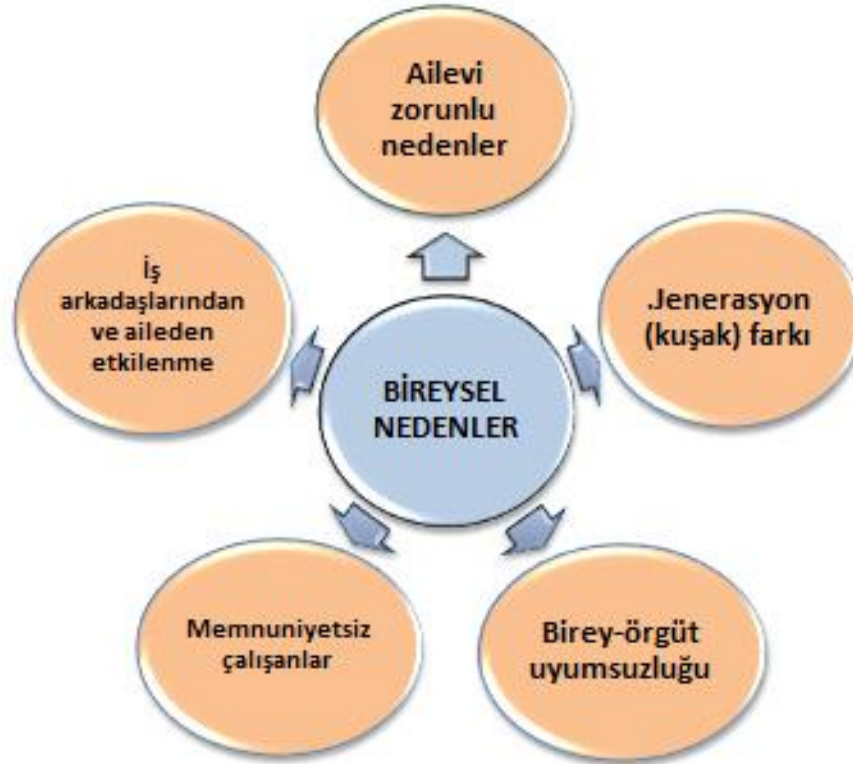 Ailevi
zorunlu
nedenler
İş
arkadaşlarından
ve aileden
etkilenme
.Jenerasyon
(kuşak) farkı
BİREYSEL
NEDENLER
Memnuniyetsiz
çalışanlar
Birey-örgüt
uyumsuzluğu